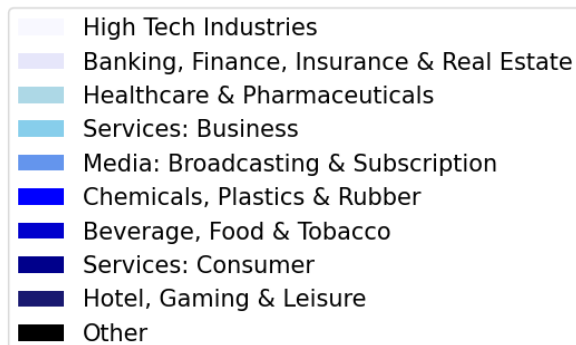 High Tech Industries
Banking, Finance, Insurance & Real Estate
Healthcare & Pharmaceuticals
Services: Business
Media: Broadcasting & Subscription
Chemicals, Plastics & Rubber
Beverage, Food & Tobacco
Services: Consumer
Hotel, Gaming & Leisure
Other